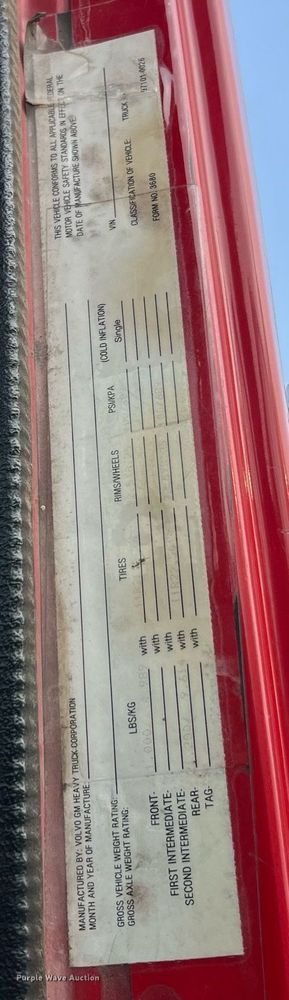 MANUFACTURED BY: VOLVO GM HEAVY TRUCK CORPORATION
MONTH AND YEAR OF MANUFACTURE:
GROSS VEHICLE WEIGHT RATING:
GROSS AXLE WEIGHT RATING:
LBS/KG TIRES RIMS/WHEELS PSI/KPA (COLD INFLATION)
Single
FRONT- with
FIRST INTERMEDIATE- with
SECOND INTERMEDIATE- with
REAR- with
TAG- with
THIS VEHICLE CONFORMS TO ALL APPLICABLE FEDERAL
MOTOR VEHICLE SAFETY STANDARDS IN EFFECT ON THE
DATE OF MANUFACTURE SHOWN ABOVE
VIN
CLASSIFICATION OF VEHICLE: TRUCK
FORM NO. 3680 97101-0026
Purple Wave Auction